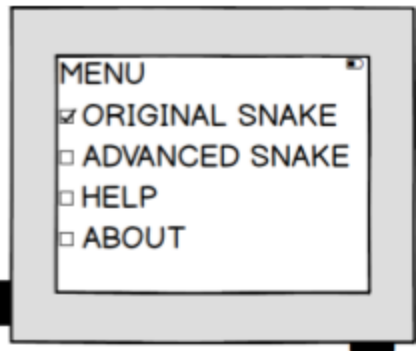 MENU
ORIGINAL SNAKE
ADVANCED SNAKE
HELP
ABOUT